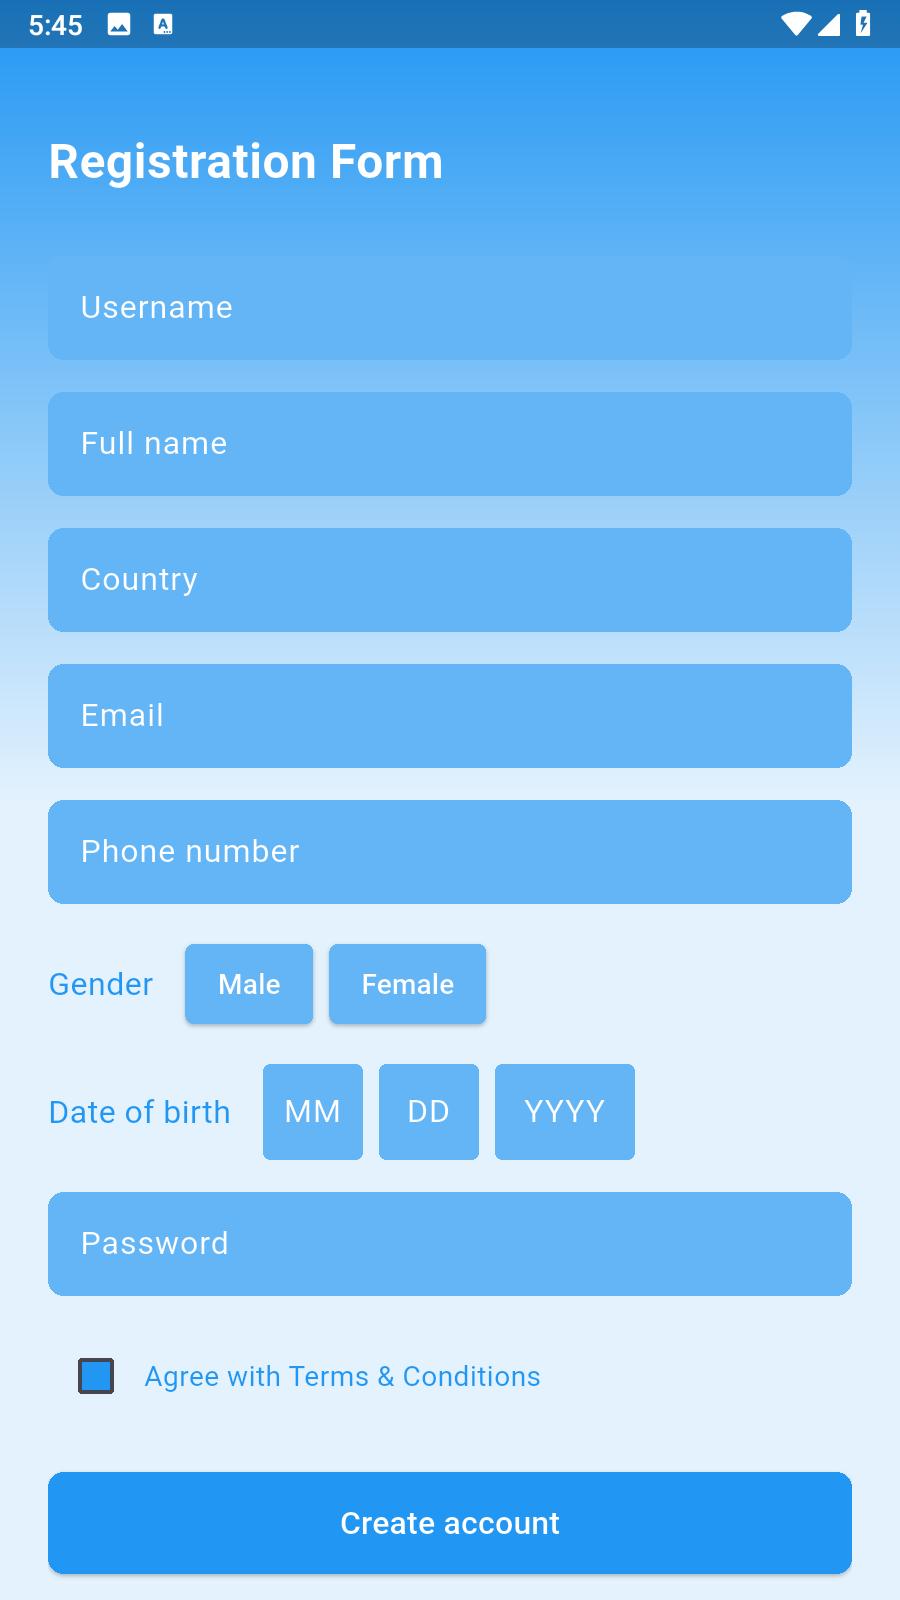 5:45
Registration Form
Username
Full name
Country
Email
Phone number
Gender Male Female
Date of birth MM DD YYYY
Password
Agree with Terms & Conditions
Create account